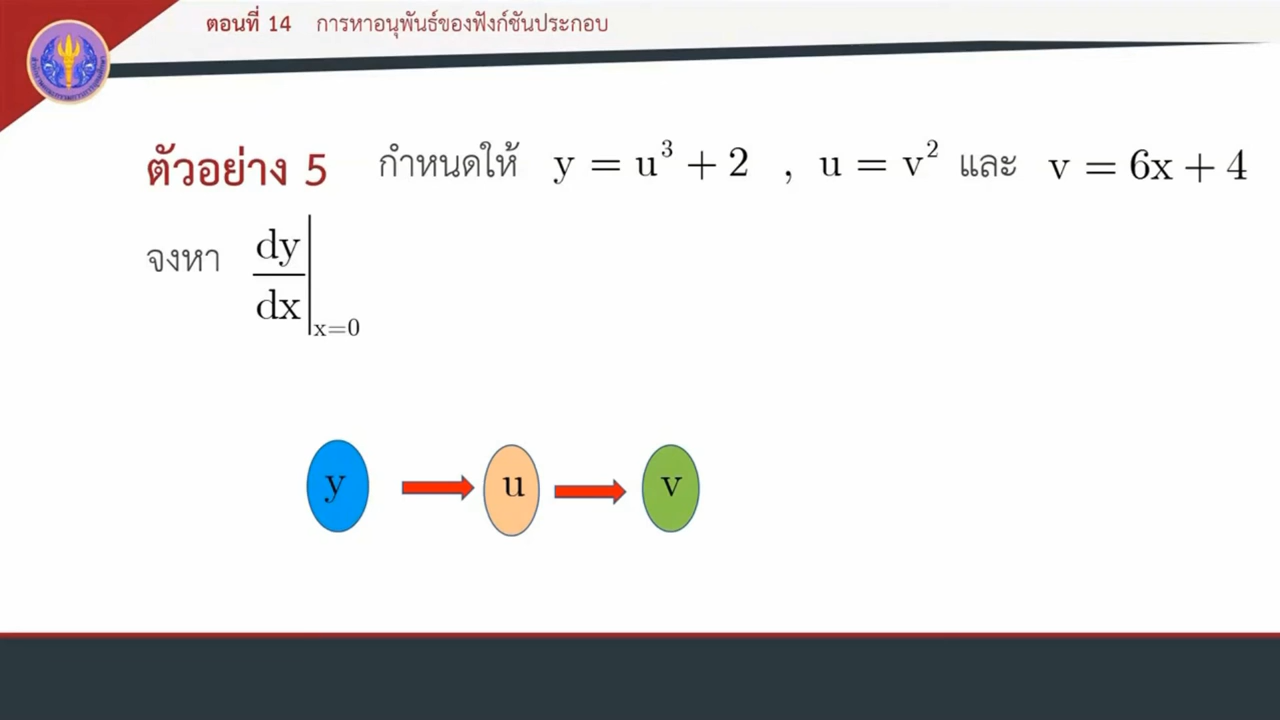 ตอนที่ 14 การหาอนุพันธ์ของฟังก์ชันประกอบ
ตัวอย่าง 5 กำหนดให้ y = u³ + 2 , u = v² และ v = 6x + 4
จงหา dy/dx|x=0
y u v